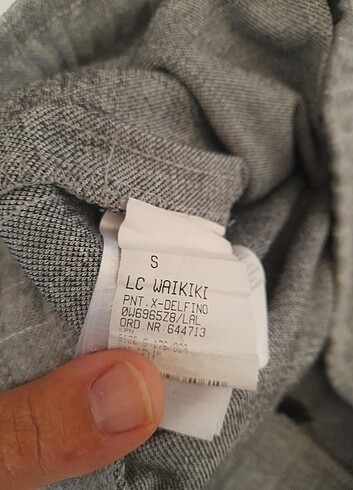 S
LC WAIKIKI
PNT.X-DELFINO
0W6965Z8/LAL
ORD.NR:644713